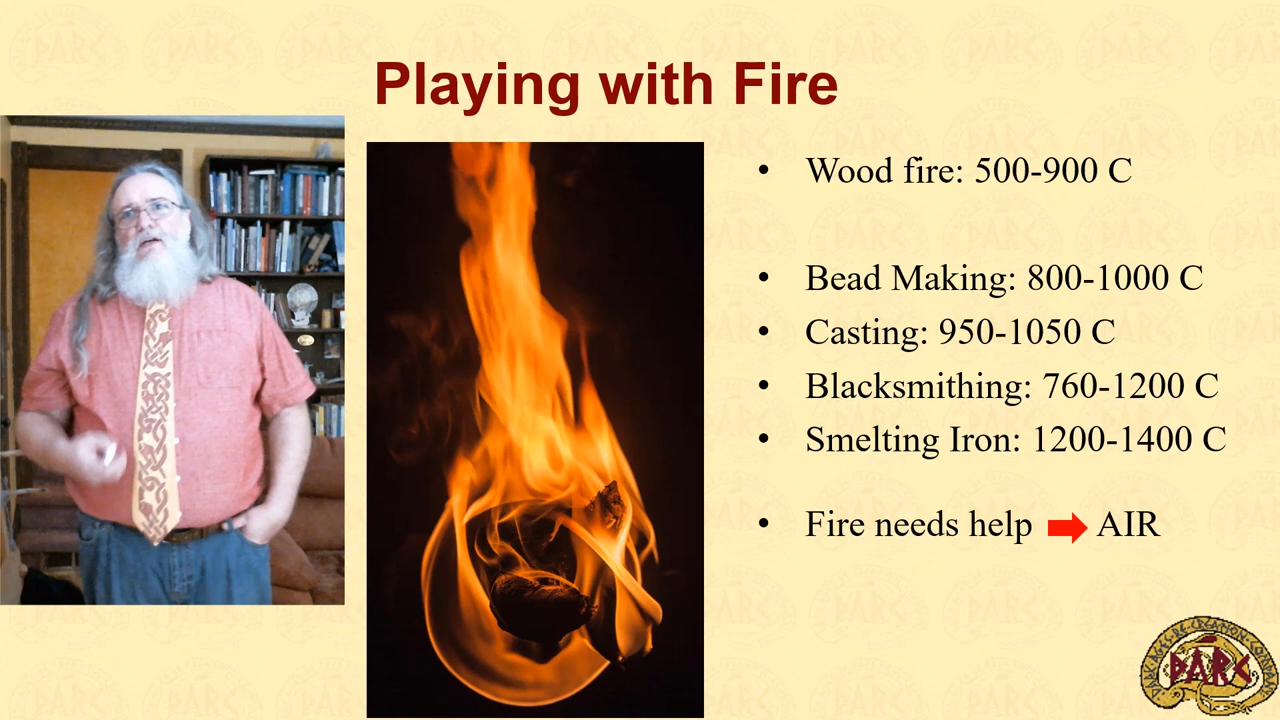 Playing with Fire
• Wood fire: 500-900 C
• Bead Making: 800-1000 C
• Casting: 950-1050 C
• Blacksmithing: 760-1200 C
• Smelting Iron: 1200-1400 C
• Fire needs help AIR
DARC